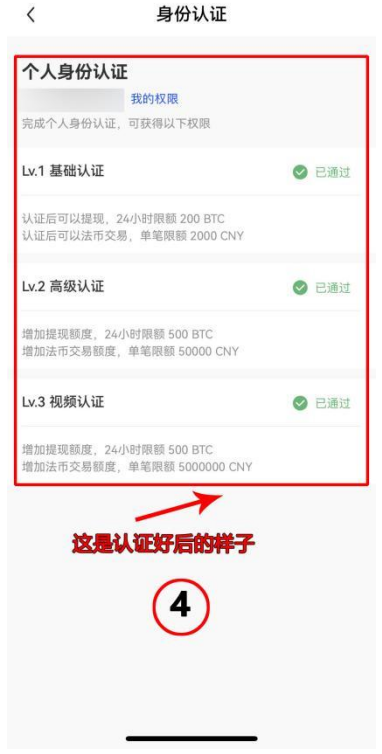 身份认证
个人身份认证
我的权限
完成个人身份认证，可获得以下权限
Lv.1 基础认证 已通过
认证后可以提现，24小时限额 200 BTC
认证后可以法币交易，单笔限额 2000 CNY
Lv.2 高级认证 已通过
增加提现额度，24小时限额 500 BTC
增加法币交易额度，单笔限额 50000 CNY
Lv.3 视频认证 已通过
增加提现额度，24小时限额 500 BTC
增加法币交易额度，单笔限额 5000000 CNY
这是认证好后的样子
4